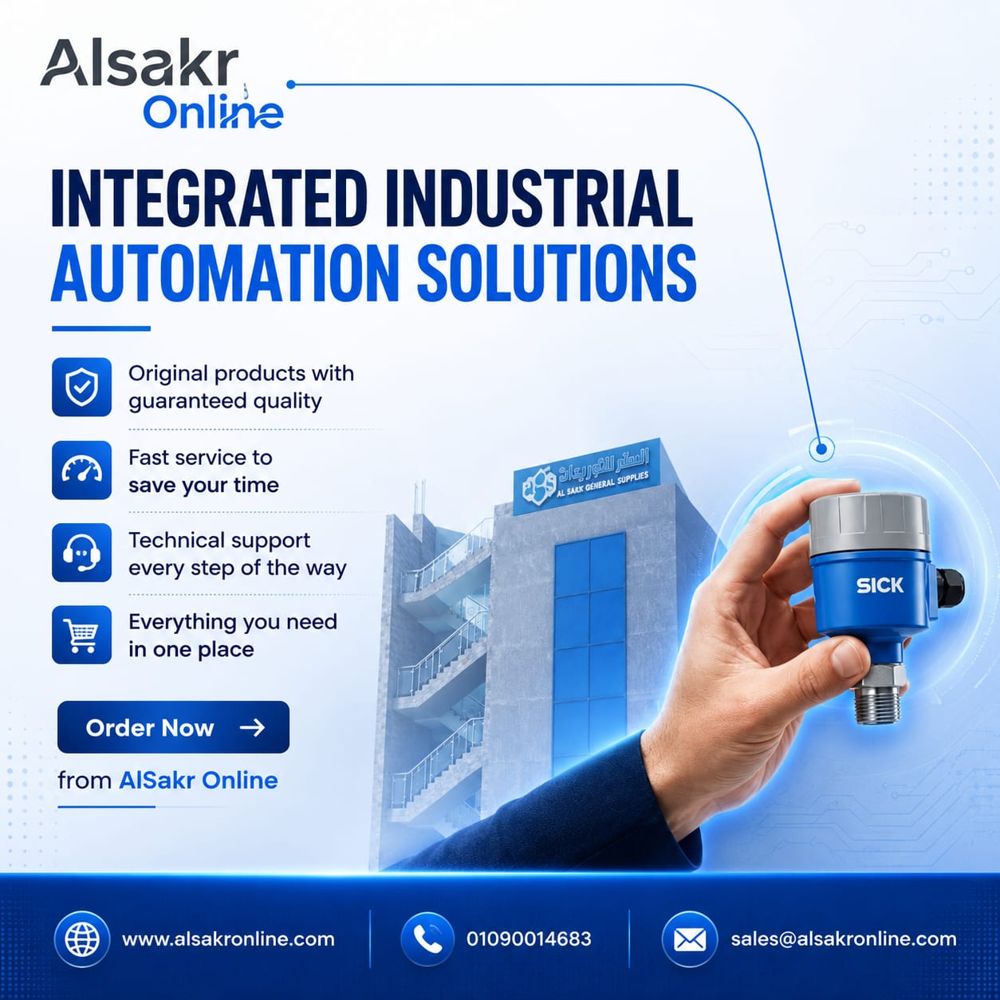 Alsakr
Online
INTEGRATED INDUSTRIAL
AUTOMATION SOLUTIONS
Original products with
guaranteed quality
Fast service to
save your time
Technical support
every step of the way
Everything you need
in one place
Order Now
from AlSakr Online
الصقر للتوريدات
AL SAKR GENERAL SUPPLIES
SICK
www.alsakronline.com
01090014683
sales@alsakronline.com